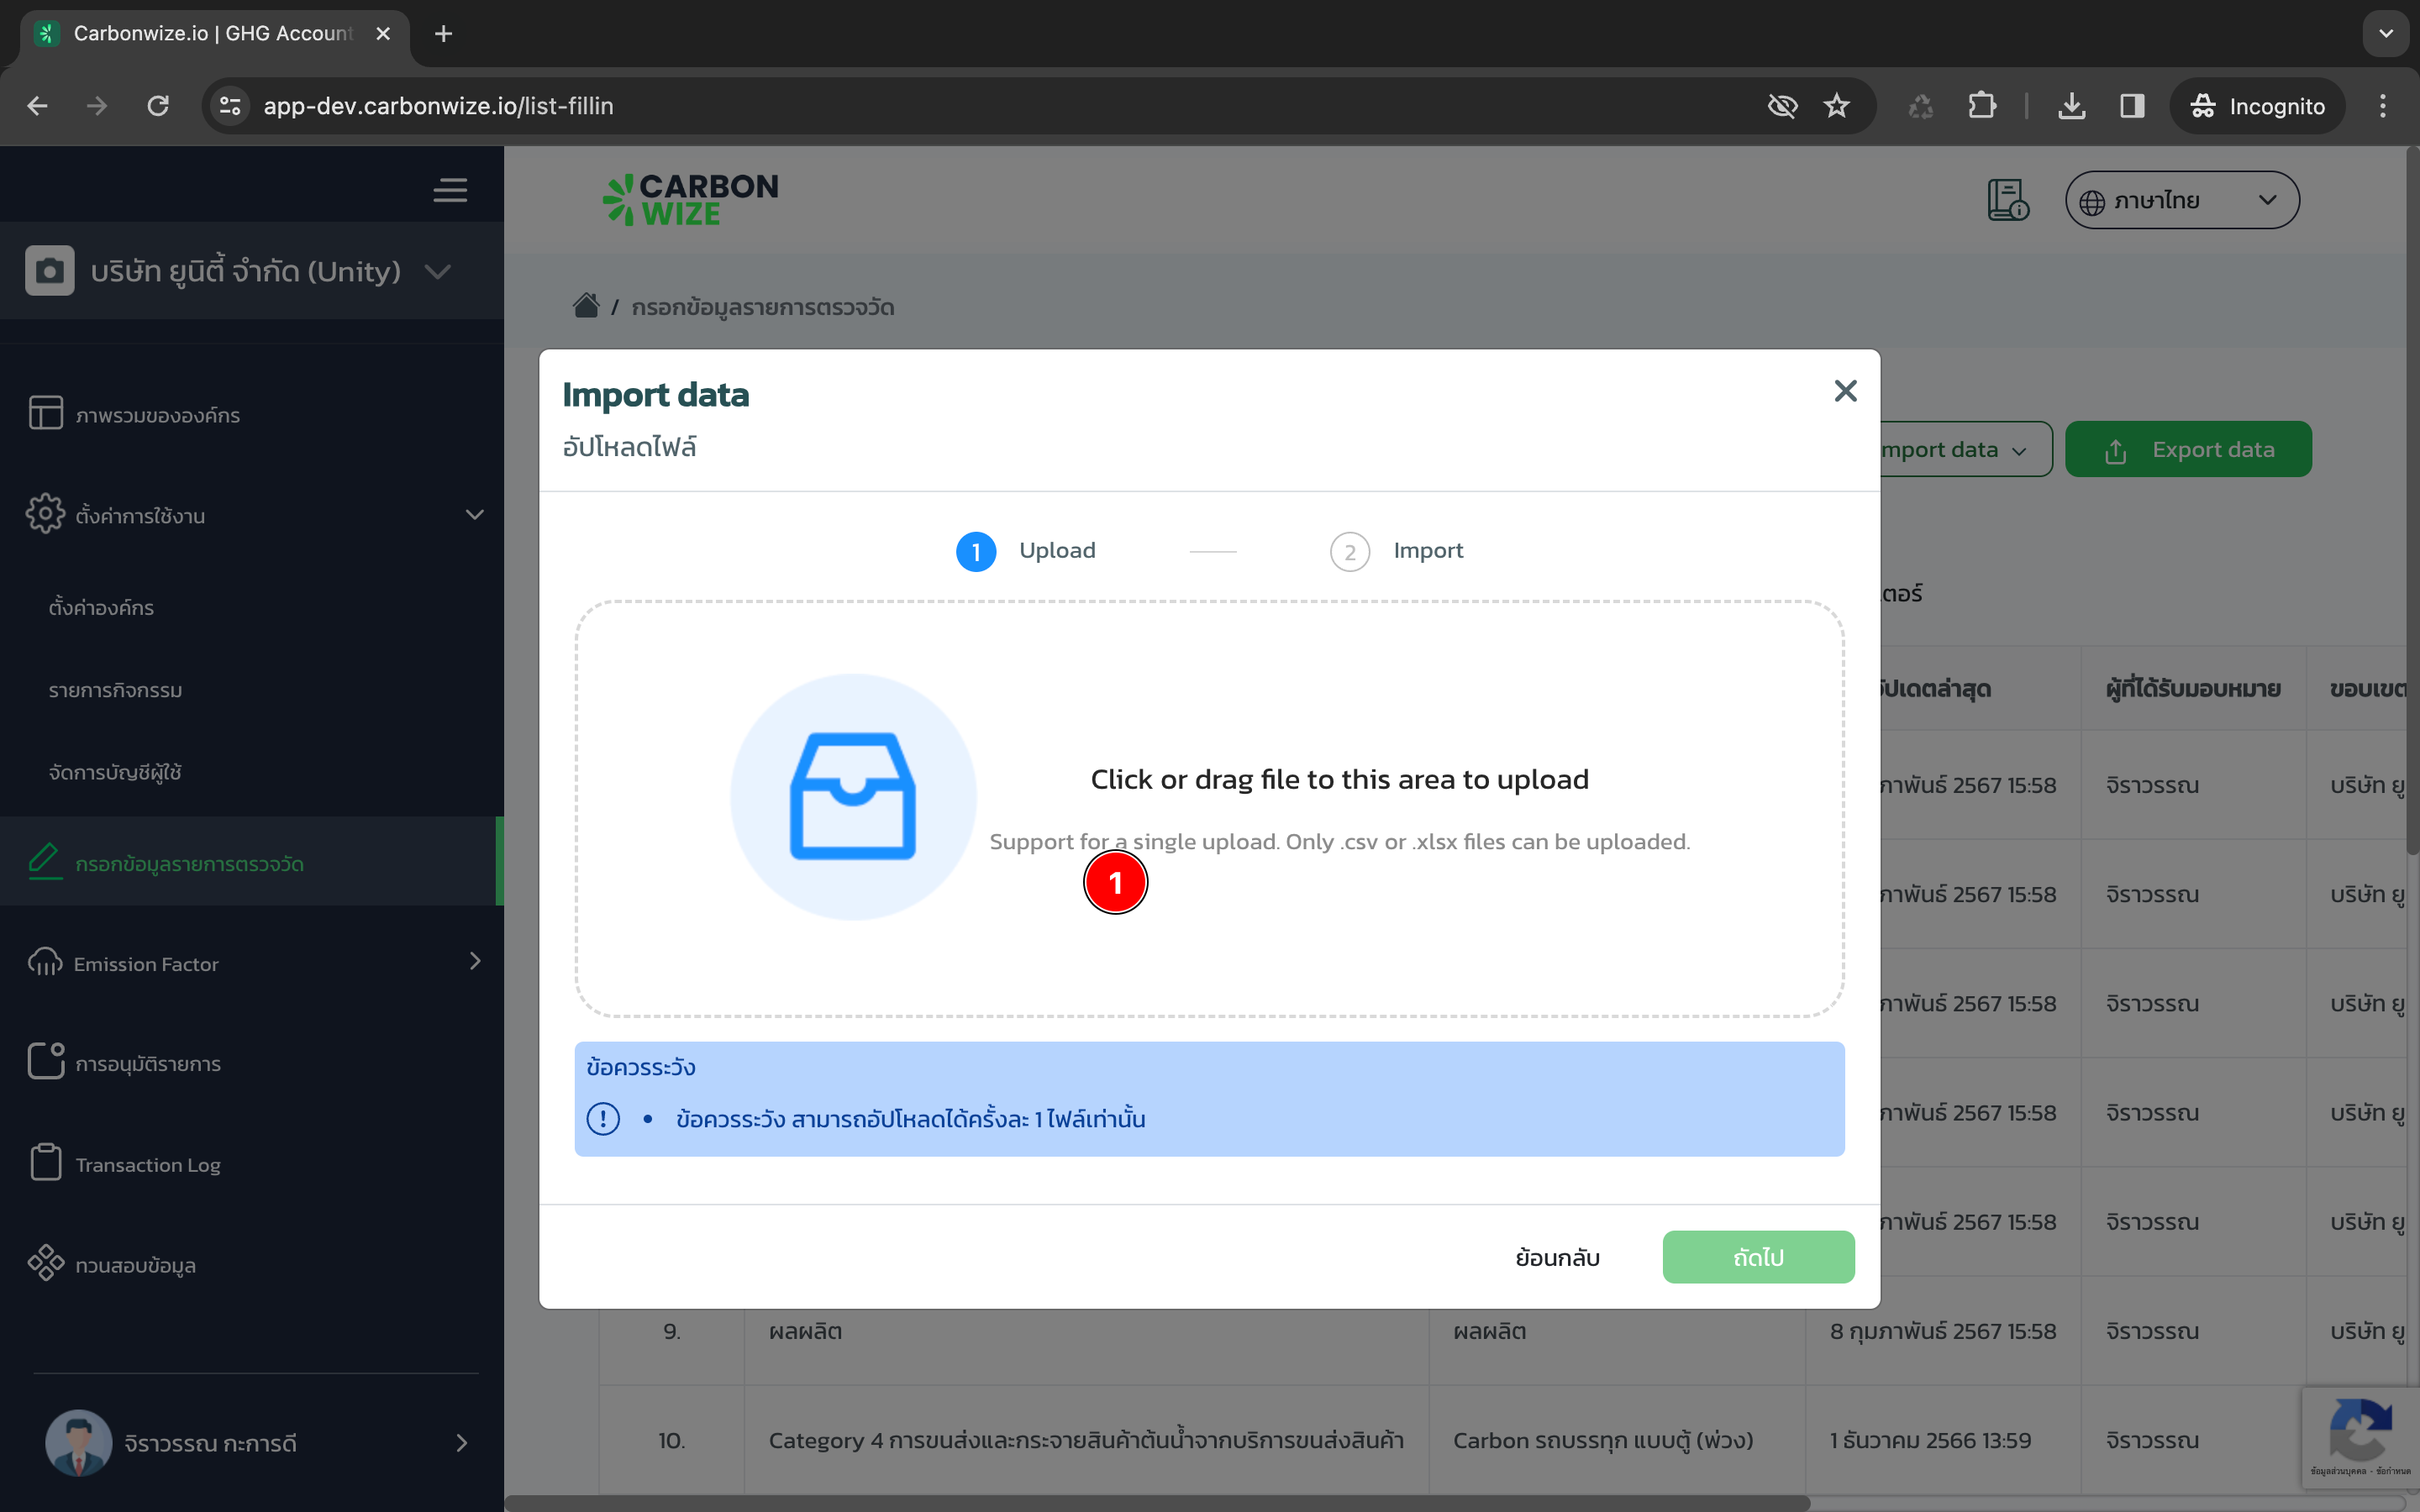 Carbonwize.io | GHG Account
app-dev.carbonwize.io/list-fillin
Incognito
CARBON
WIZE
ภาษาไทย
บริษัท ยูนิตี้ จำกัด (Unity)
/ กรอกข้อมูลรายการตรวจวัด
ภาพรวมขององค์กร
ตั้งค่าการใช้งาน
ตั้งค่าองค์กร
รายการกิจกรรม
จัดการบัญชีผู้ใช้
กรอกข้อมูลรายการตรวจวัด
Emission Factor
การอนุมัติรายการ
Transaction Log
ทวนสอบข้อมูล
จิราวรรณ กะการดี
Import data
อัปโหลดไฟล์
mport data
Export data
1 Upload
2 Import
Click or drag file to this area to upload
Support for a single upload. Only .csv or .xlsx files can be uploaded.
1
ข้อควรระวัง
! • ข้อควรระวัง สามารถอัปโหลดได้ครั้งละ 1 ไฟล์เท่านั้น
ย้อนกลับ
ถัดไป
ตอร์
ัปเดตล่าสุด ผู้ที่ได้รับมอบหมาย ขอบเขต
ภาพันธ์ 2567 15:58 จิราวรรณ บริษัท ยู
ภาพันธ์ 2567 15:58 จิราวรรณ บริษัท ยู
ภาพันธ์ 2567 15:58 จิราวรรณ บริษัท ยู
ภาพันธ์ 2567 15:58 จิราวรรณ บริษัท ยู
ภาพันธ์ 2567 15:58 จิราวรรณ บริษัท ยู
9. ผลผลิต ผลผลิต 8 กุมภาพันธ์ 2567 15:58 จิราวรรณ บริษัท ยู
10. Category 4 การขนส่งและกระจายสินค้าต้นน้ำจากบริการขนส่งสินค้า Carbon รถบรรทุก แบบตู้ (พ่วง) 1 ธันวาคม 2566 13:59 จิราวรรณ
ข้อมูลส่วนบุคคล - ข้อกำหนด